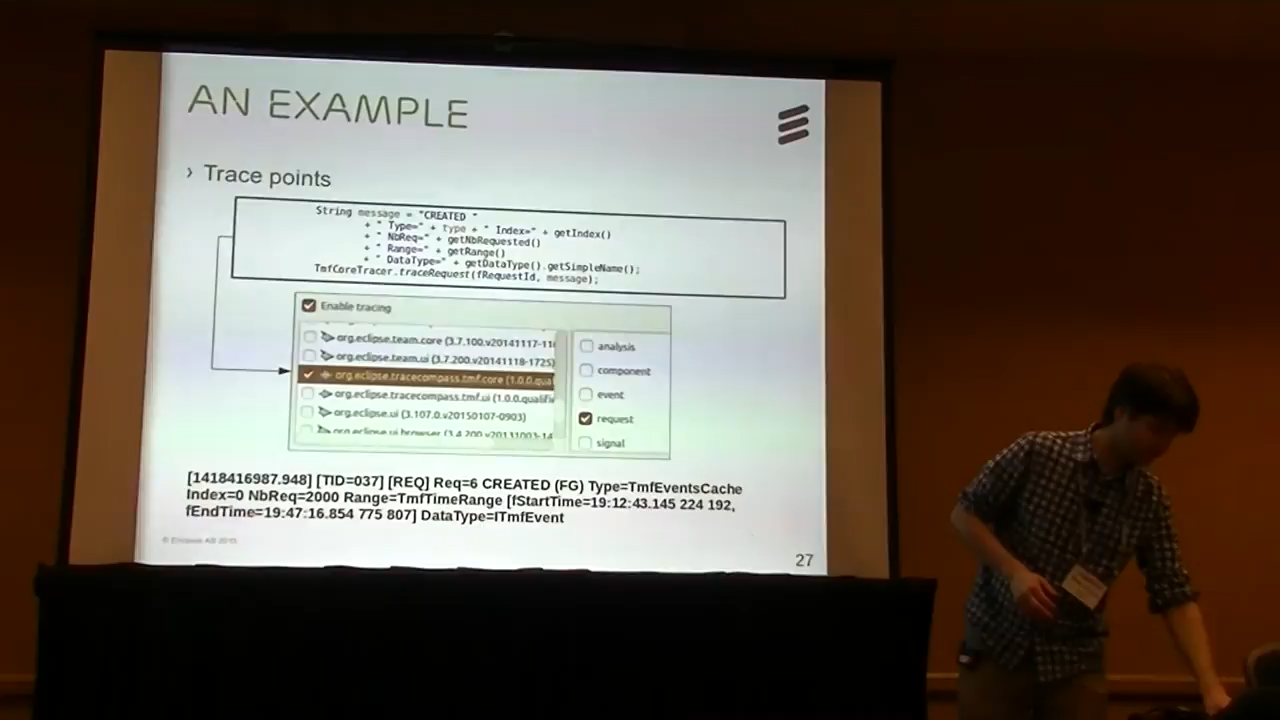 AN EXAMPLE
› Trace points
String message = "CREATED "
+ " Type=" + type + " Index=" + getIndex()
+ " NbReq=" + getNbRequested()
+ " Range=" + getRange()
+ " DataType=" + getDataType().getSimpleName();
TmfCoreTracer.traceRequest(fRequestId, message);
Enable tracing
org.eclipse.team.core (3.7.100.v20141117-11
org.eclipse.team.ui (3.7.200.v20141118-1725)
org.eclipse.tracecompass.tmf.core (1.0.0.qua
org.eclipse.tracecompass.tmf.ui (1.0.0.qualifie
org.eclipse.ui (3.107.0.v20150107-0903)
org.eclipse.ui.browser (3.4.200.v20131003-14
analysis
component
event
request
signal
[1418416987.948] [TID=037] [REQ] Req=6 CREATED (FG) Type=TmfEventsCache
Index=0 NbReq=2000 Range=TmfTimeRange [fStartTime=19:12:43.145 224 192,
fEndTime=19:47:16.854 775 807] DataType=ITmfEvent
© Ericsson AB 2015
27